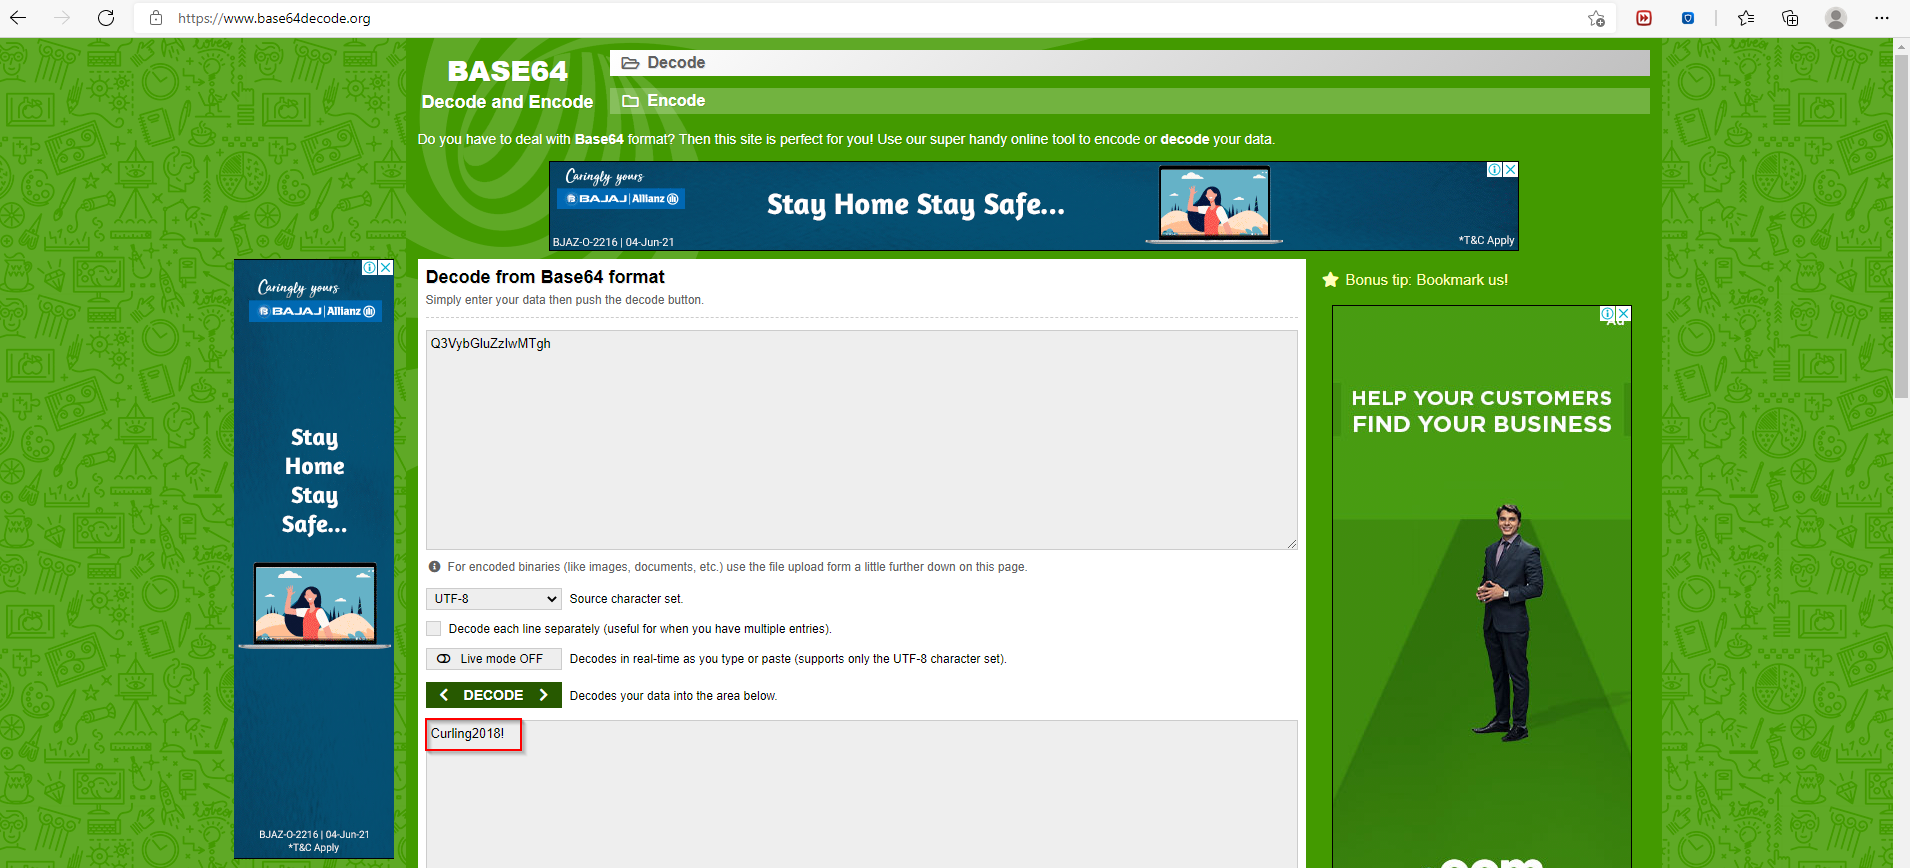 https://www.base64decode.org
BASE64
Decode and Encode
Decode
Encode
Do you have to deal with Base64 format? Then this site is perfect for you! Use our super handy online tool to encode or decode your data.
Caringly yours
BAJAJ | Allianz
Stay Home Stay Safe...
BJAZ-O-2216 | 04-Jun-21
*T&C Apply
Caringly yours
BAJAJ | Allianz
Stay
Home
Stay
Safe...
BJAZ-O-2216 | 04-Jun-21
*T&C Apply
Decode from Base64 format
Simply enter your data then push the decode button.
Q3VybGluZzIwMTgh
For encoded binaries (like images, documents, etc.) use the file upload form a little further down on this page.
UTF-8 Source character set.
Decode each line separately (useful for when you have multiple entries).
Live mode OFF Decodes in real-time as you type or paste (supports only the UTF-8 character set).
< DECODE > Decodes your data into the area below.
Curling2018!
Bonus tip: Bookmark us!
Ad
HELP YOUR CUSTOMERS
FIND YOUR BUSINESS